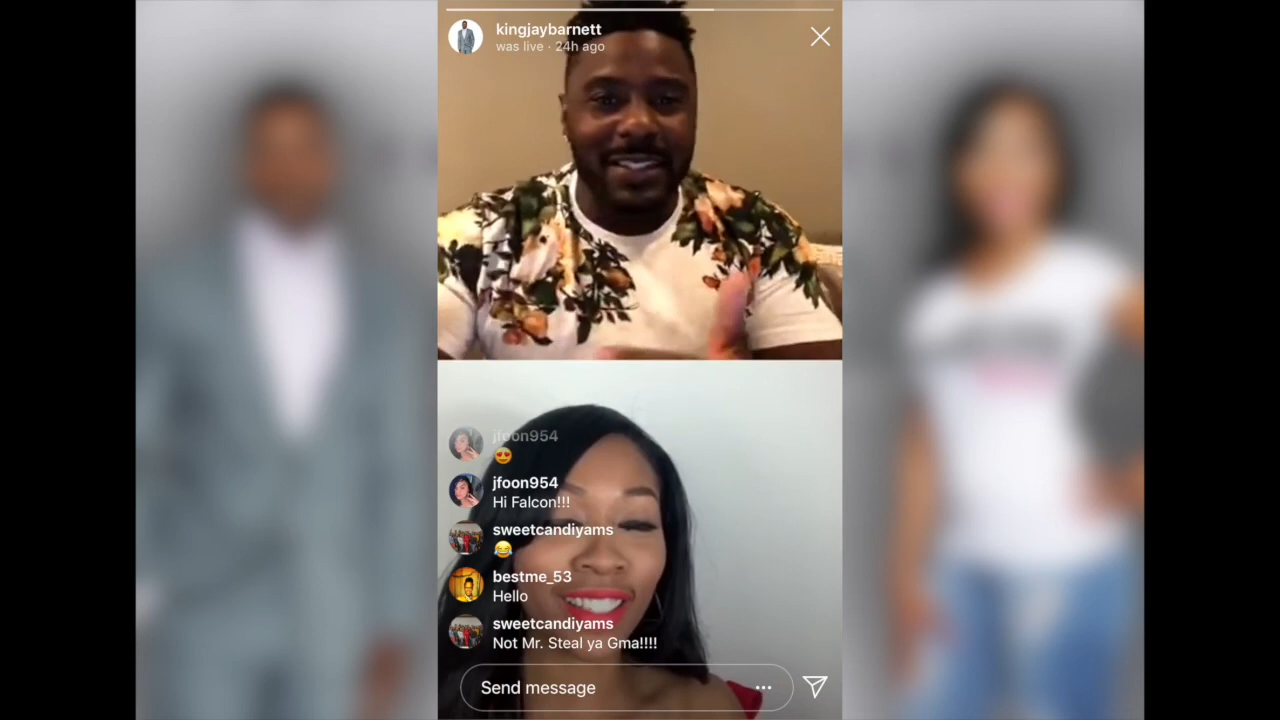 kingjaybarnett
was live · 24h ago
jfoon954
😍
jfoon954
Hi Falcon!!!
sweetcandiyams
😂
bestme_53
Hello
sweetcandiyams
Not Mr. Steal ya Gma!!!!
Send message